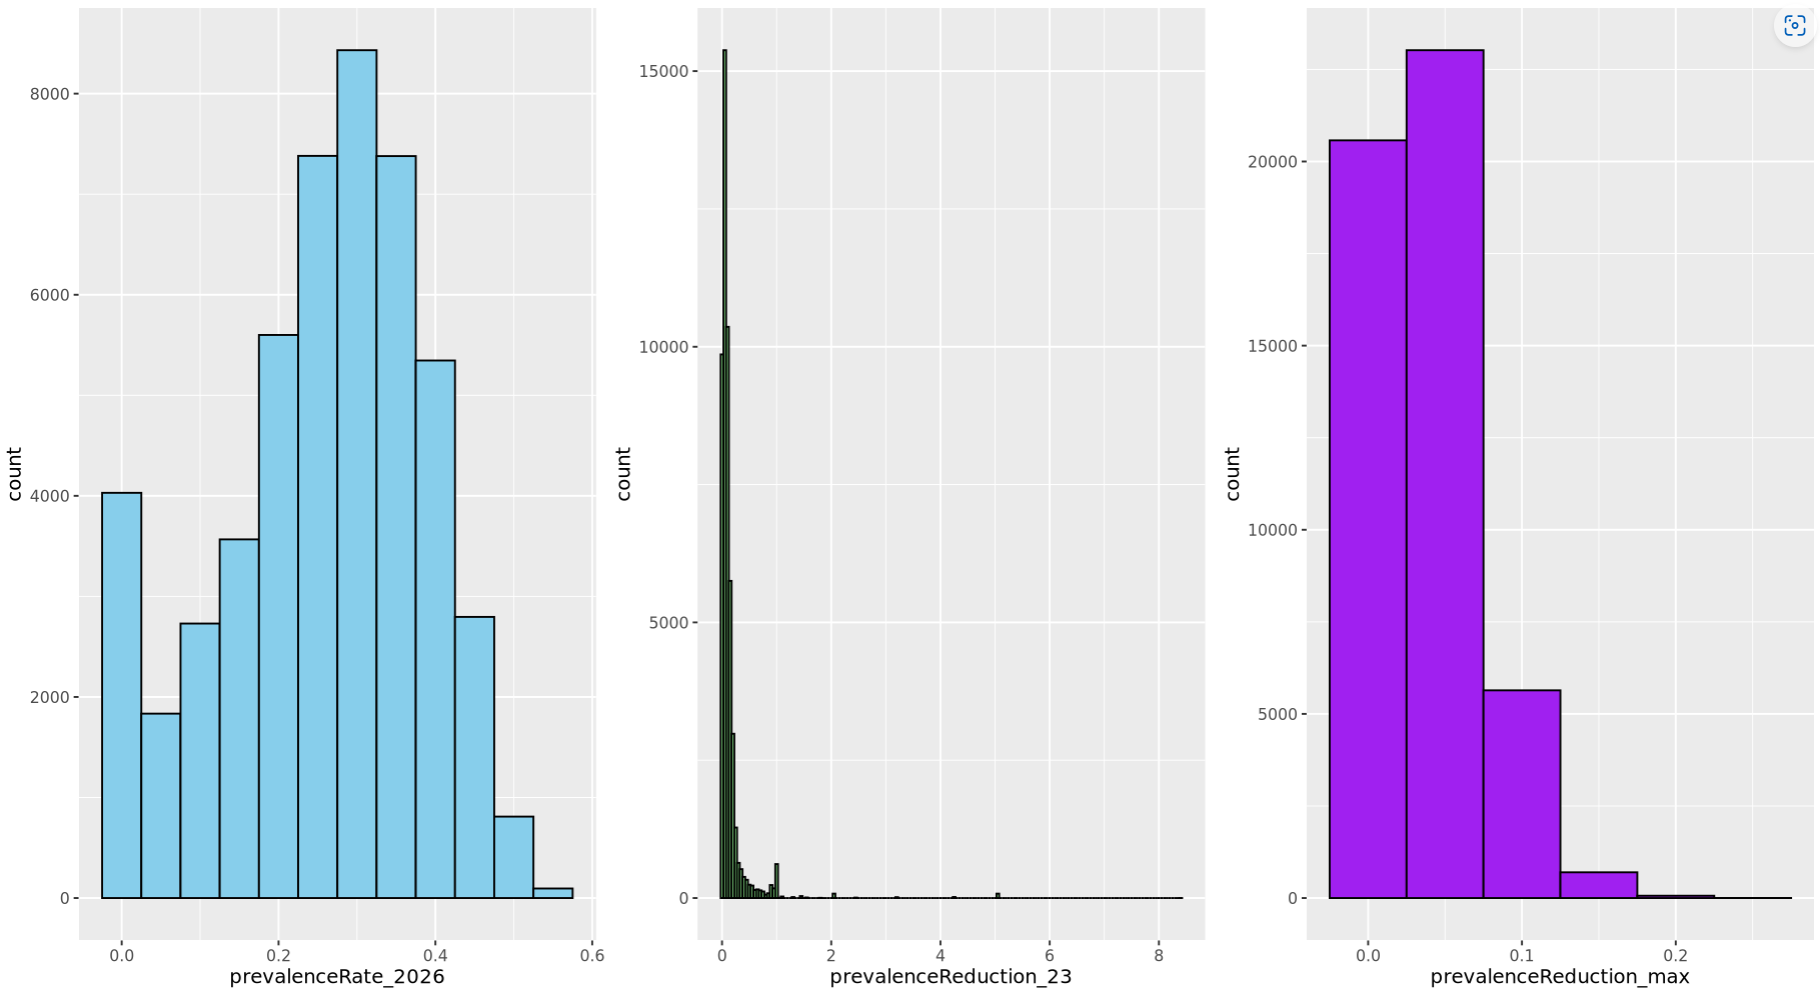 count
8000
6000
4000
2000
0
0.0 0.2 0.4 0.6
prevalenceRate_2026
count
15000
10000
5000
0
0 2 4 6 8
prevalenceReduction_23
count
20000
15000
10000
5000
0
0.0 0.1 0.2
prevalenceReduction_max